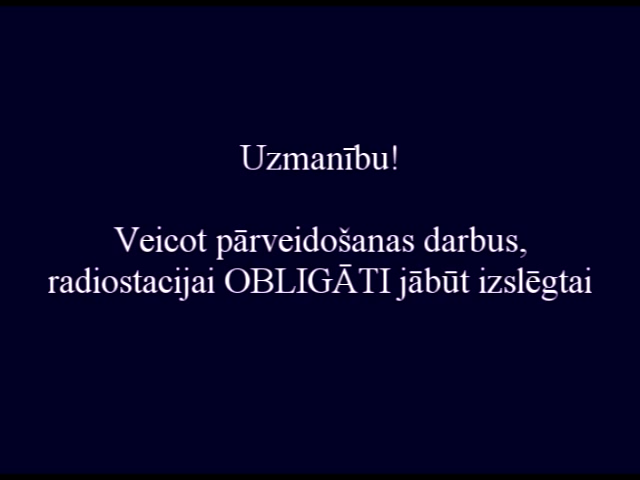 Uzmanību!
Veicot pārveidošanas darbus,
radiostacijai OBLIGĀTI jābūt izslēgtai